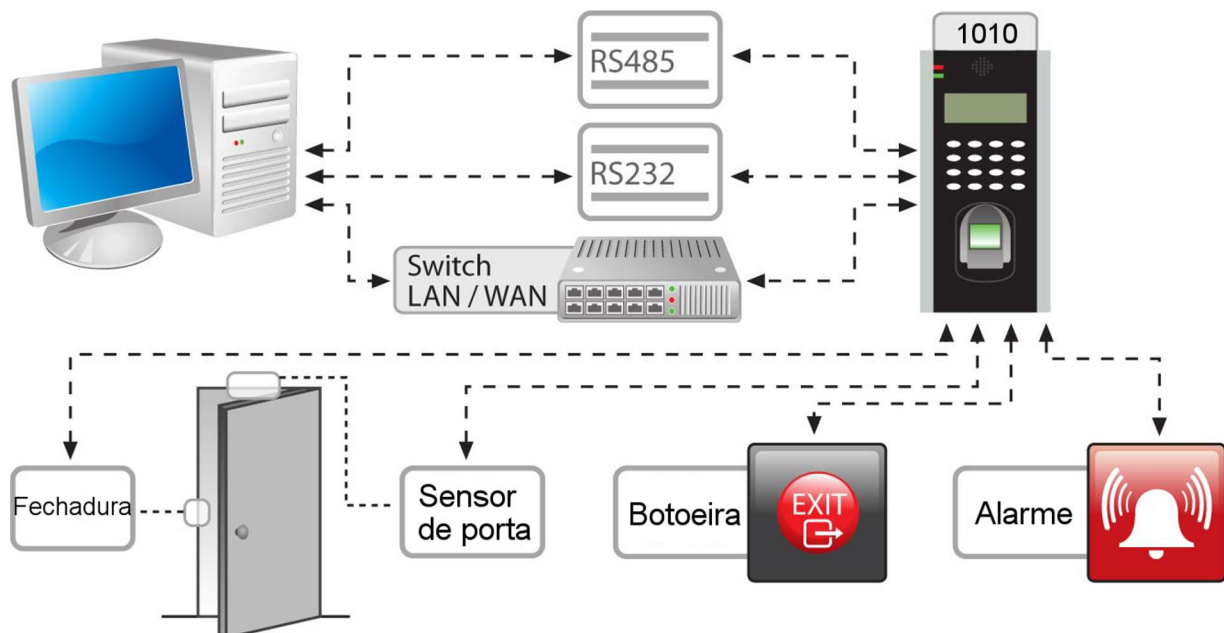 1010
RS485
RS232
Switch
LAN / WAN
Fechadura
Sensor
de porta
Botoeira
EXIT
Alarme